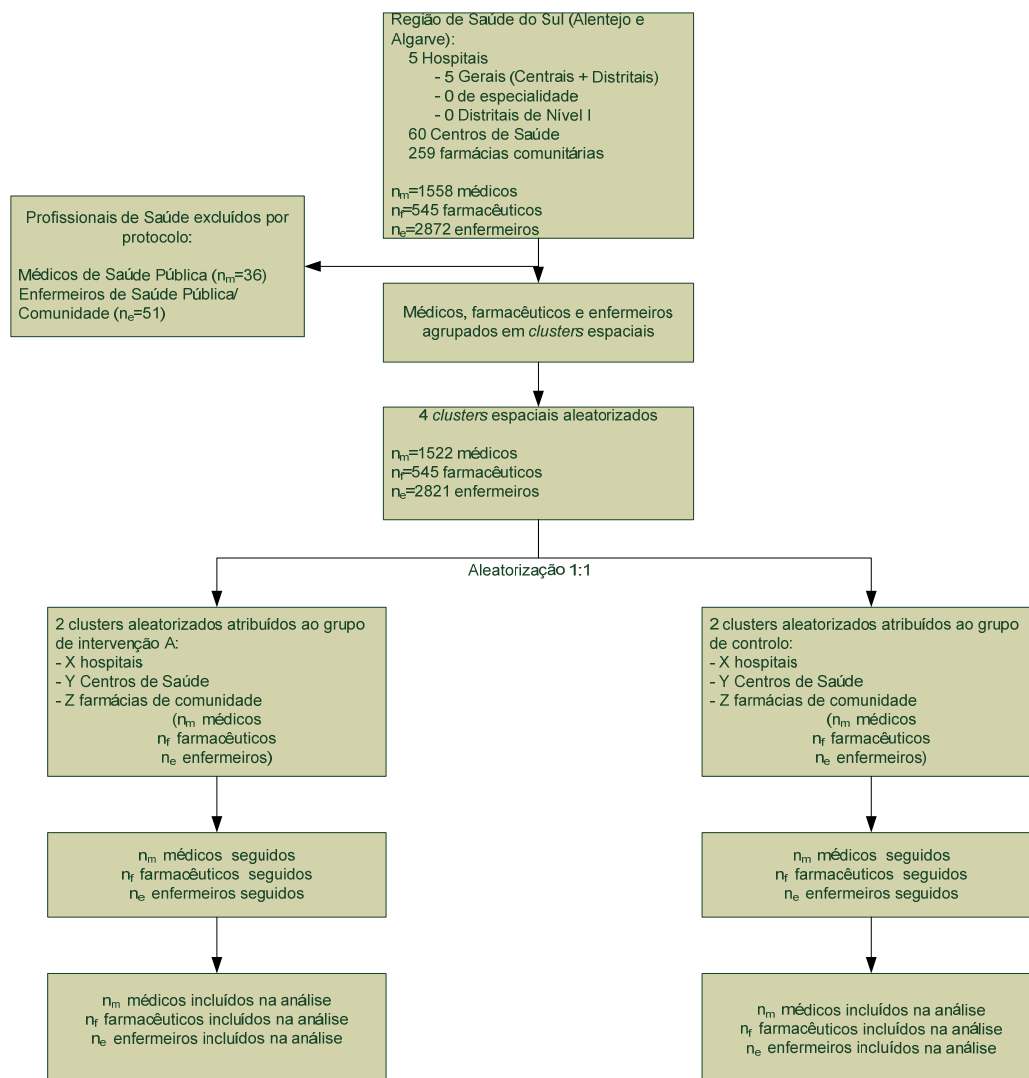 Região de Saúde do Sul (Alentejo e
Algarve):
5 Hospitais
- 5 Gerais (Centrais + Distritais)
- 0 de especialidade
- 0 Distritais de Nível I
60 Centros de Saúde
259 farmácias comunitárias
nm=1558 médicos
nf=545 farmacêuticos
ne=2872 enfermeiros
Profissionais de Saúde excluídos por
protocolo:
Médicos de Saúde Pública (nm=36)
Enfermeiros de Saúde Pública/
Comunidade (ne=51)
Médicos, farmacêuticos e enfermeiros
agrupados em clusters espaciais
4 clusters espaciais aleatorizados
nm=1522 médicos
nf=545 farmacêuticos
ne=2821 enfermeiros
Aleatorização 1:1
2 clusters aleatorizados atribuídos ao grupo
de intervenção A:
- X hospitais
- Y Centros de Saúde
- Z farmácias de comunidade
(nm médicos
nf farmacêuticos
ne enfermeiros)
2 clusters aleatorizados atribuídos ao grupo
de controlo:
- X hospitais
- Y Centros de Saúde
- Z farmácias de comunidade
(nm médicos
nf farmacêuticos
ne enfermeiros)
nm médicos seguidos
nf farmacêuticos seguidos
ne enfermeiros seguidos
nm médicos seguidos
nf farmacêuticos seguidos
ne enfermeiros seguidos
nm médicos incluídos na análise
nf farmacêuticos incluídos na análise
ne enfermeiros incluídos na análise
nm médicos incluídos na análise
nf farmacêuticos incluídos na análise
ne enfermeiros incluídos na análise